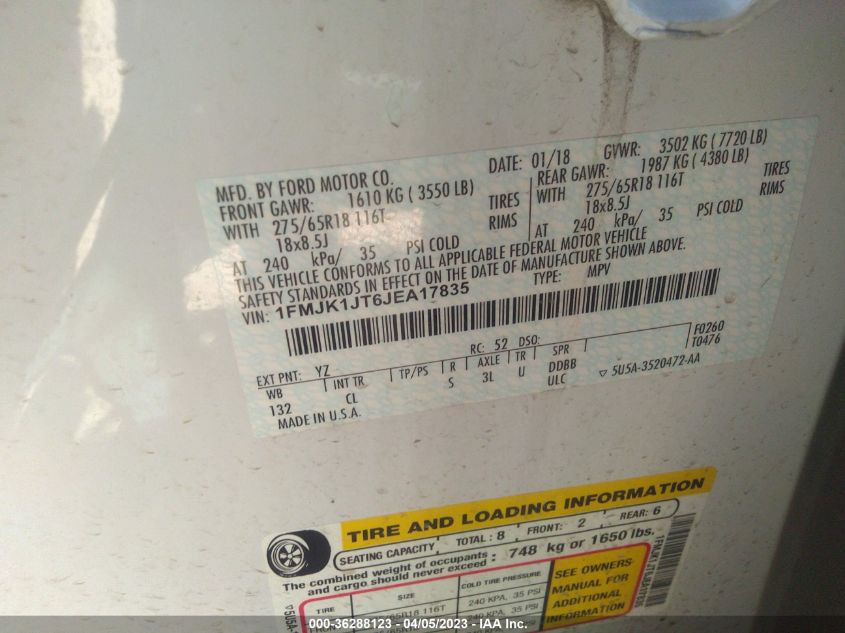 MFD. BY FORD MOTOR CO.
DATE: 01/18 GVWR: 3502 KG ( 7720 LB)
FRONT GAWR: 1610 KG ( 3550 LB)
REAR GAWR: 1987 KG ( 4380 LB)
WITH 275/65R18 116T TIRES
18x8.5J RIMS
AT 240 kPa/ 35 PSI COLD
WITH 275/65R18 116T TIRES
18x8.5J RIMS
AT 240 kPa/ 35 PSI COLD
THIS VEHICLE CONFORMS TO ALL APPLICABLE FEDERAL MOTOR VEHICLE
SAFETY STANDARDS IN EFFECT ON THE DATE OF MANUFACTURE SHOWN ABOVE.
VIN: 1FMJK1JT6JEA17835 TYPE: MPV
EXT PNT: YZ RC: 52 DSO: F0260
WB INT TR TP/PS R AXLE TR SPR T0476
132 CL S 3L U DDBB
ULC
▽ 5U5A-3520472-AA
MADE IN U.S.A.
TIRE AND LOADING INFORMATION
SEATING CAPACITY TOTAL : 8 FRONT: 2 REAR: 6
The combined weight of occupants and cargo should never exceed : 748 kg or 1650 lbs.
TIRE SIZE COLD TIRE PRESSURE
65R18 116T 240 KPA, 35 PSI
SEE OWNERS
MANUAL FOR
ADDITIONAL
INFORMATION
000-36288123 - 04/05/2023 - IAA Inc.